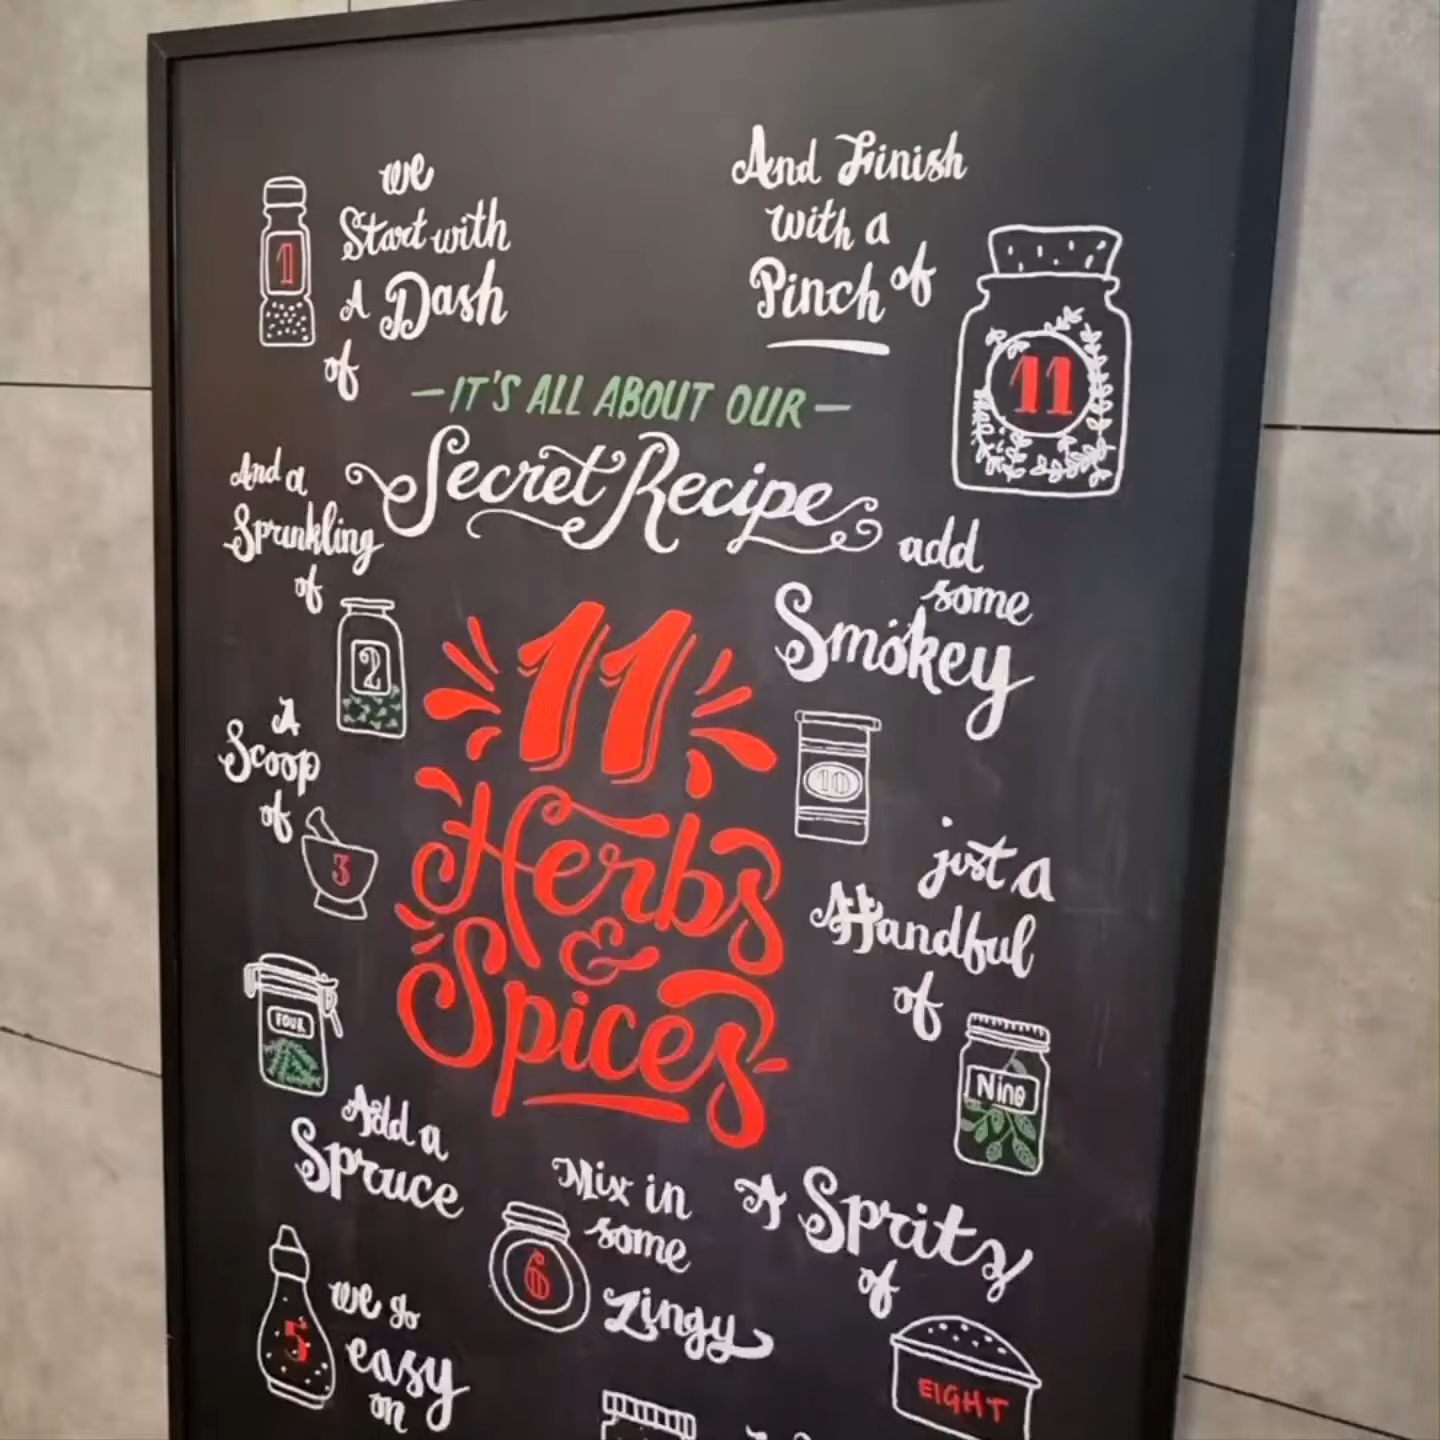 we
Start with
A Dash
of
1
And Finish
with a
Pinch of
11
—IT'S ALL ABOUT OUR—
Secret Recipe
11
Herbs
&
Spices
And a
Sprinkling
of
2
A
Scoop
of
3
FOUR
Add a
Spruce
5
we go
easy
on
6
Mix in
some
Zingy
A Spritz
of
EIGHT
just a
Handful
of
Nine
add
some
Smokey
10